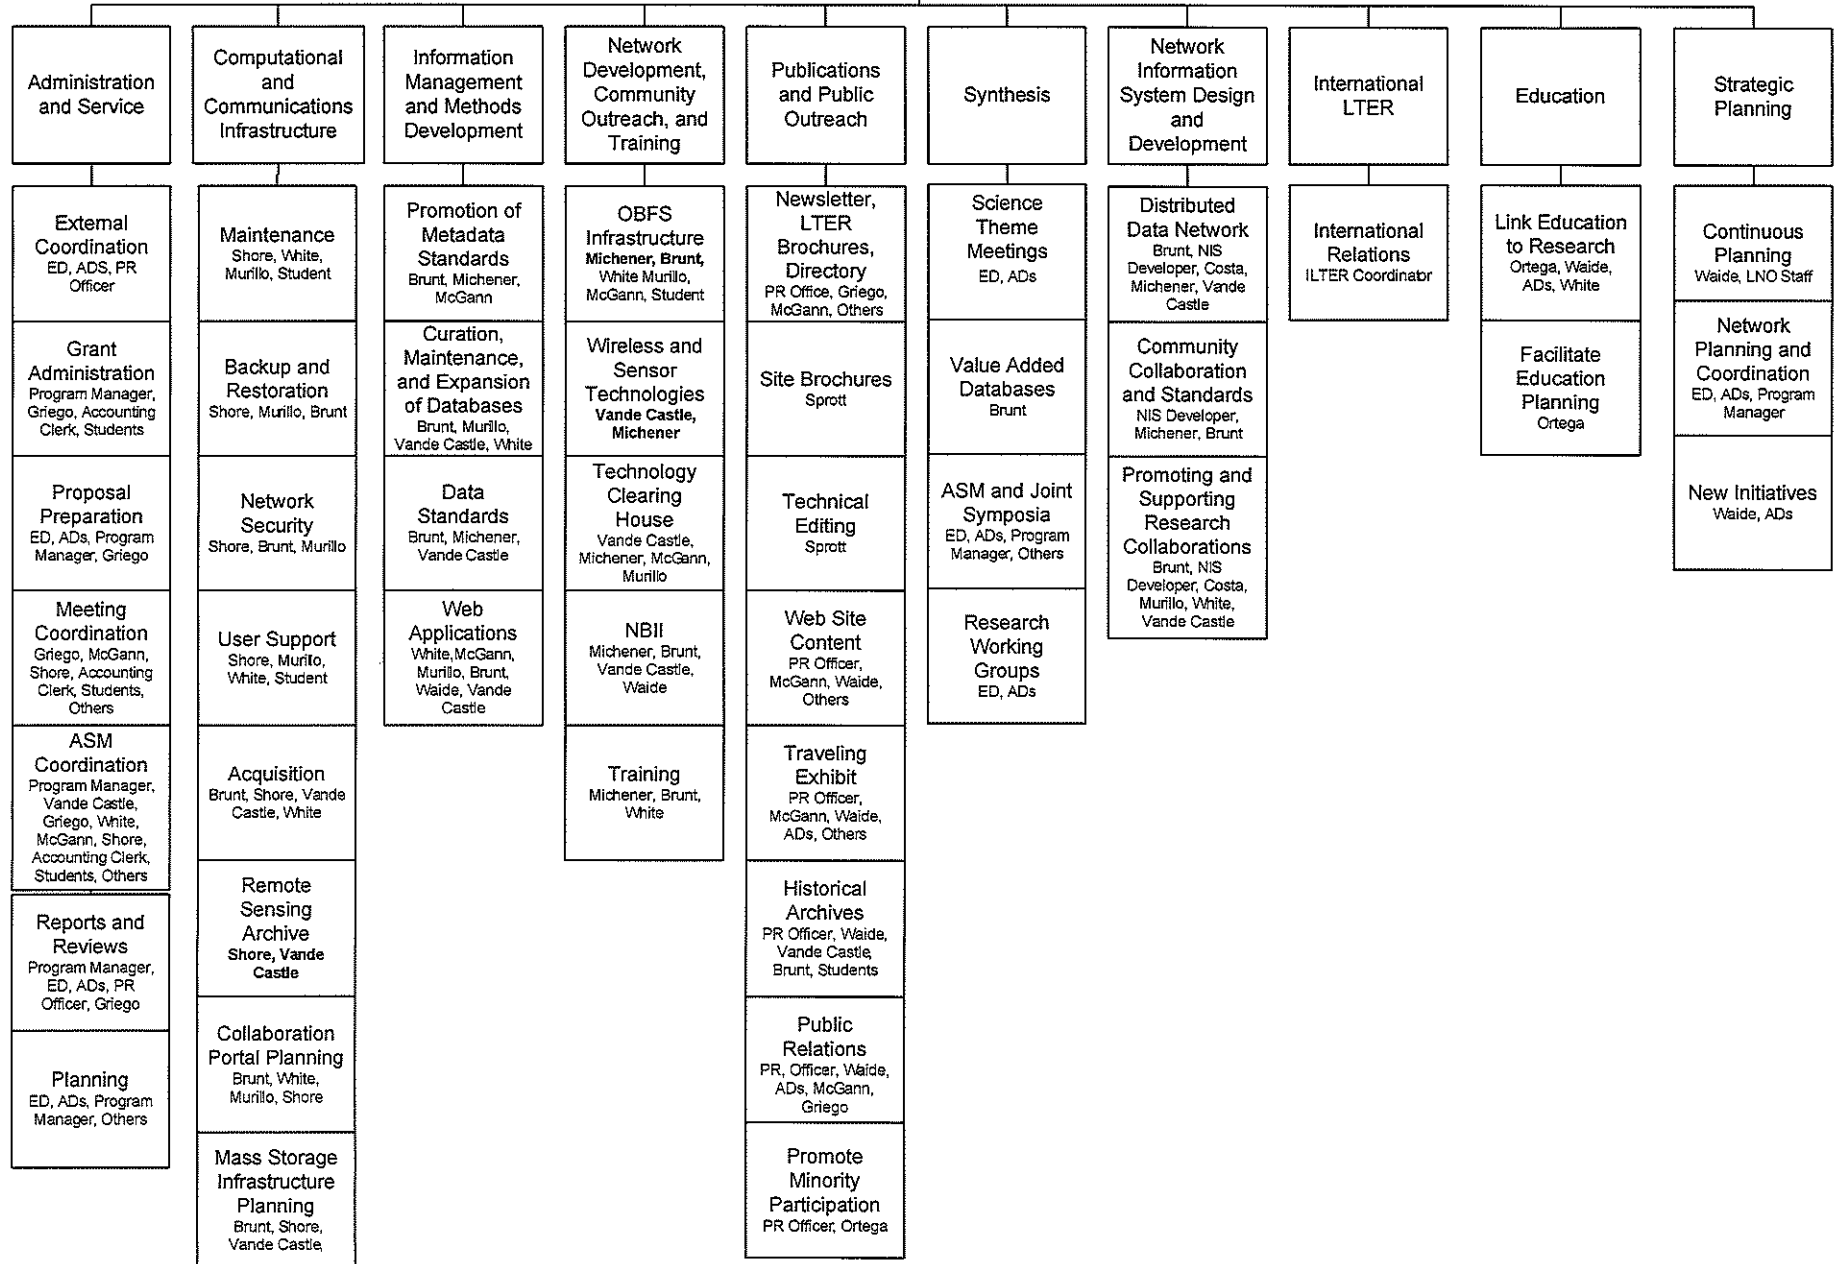 Administration
and Service
Computational
and
Communications
Infrastructure
Information
Management
and Methods
Development
Network
Development,
Community
Outreach, and
Training
Publications
and Public
Outreach
Synthesis
Network
Information
System Design
and
Development
International
LTER
Education
Strategic
Planning
External
Coordination
ED, ADS, PR
Officer
Grant
Administration
Program Manager,
Griego, Accounting
Clerk, Students
Proposal
Preparation
ED, ADs, Program
Manager, Griego
Meeting
Coordination
Griego, McGann,
Shore, Accounting
Clerk, Students,
Others
ASM
Coordination
Program Manager,
Vande Castle,
Griego, White,
McGann, Shore,
Accounting Clerk,
Students, Others
Reports and
Reviews
Program Manager,
ED, ADs, PR
Officer, Griego
Planning
ED, ADs, Program
Manager, Others
Maintenance
Shore, White,
Murillo, Student
Backup and
Restoration
Shore, Murillo, Brunt
Network
Security
Shore, Brunt, Murillo
User Support
Shore, Murillo,
White, Student
Acquisition
Brunt, Shore, Vande
Castle, White
Remote
Sensing
Archive
Shore, Vande
Castle
Collaboration
Portal Planning
Brunt, White,
Murillo, Shore
Mass Storage
Infrastructure
Planning
Brunt, Shore,
Vande Castle,
Promotion of
Metadata
Standards
Brunt, Michener,
McGann
Curation,
Maintenance,
and Expansion
of Databases
Brunt, Murillo,
Vande Castle, White
Data
Standards
Brunt, Michener,
Vande Castle
Web
Applications
White,McGann,
Murillo, Brunt,
Waide, Vande
Castle
OBFS
Infrastructure
Michener, Brunt,
White Murillo,
McGann, Student
Wireless and
Sensor
Technologies
Vande Castle,
Michener
Technology
Clearing
House
Vande Castle,
Michener, McGann,
Murillo
NBII
Michener, Brunt,
Vande Castle,
Waide
Training
Michener, Brunt,
White
Newsletter,
LTER
Brochures,
Directory
PR Office, Griego,
McGann, Others
Site Brochures
Sprott
Technical
Editing
Sprott
Web Site
Content
PR Officer,
McGann, Waide,
Others
Traveling
Exhibit
PR Officer,
McGann, Waide,
ADs, Others
Historical
Archives
PR Officer, Waide,
Vande Castle,
Brunt, Students
Public
Relations
PR, Officer, Waide,
ADs, McGann,
Griego
Promote
Minority
Participation
PR Officer, Ortega
Science
Theme
Meetings
ED, ADs
Value Added
Databases
Brunt
ASM and Joint
Symposia
ED, ADs, Program
Manager, Others
Research
Working
Groups
ED, ADs
Distributed
Data Network
Brunt, NIS
Developer, Costa,
Michener, Vande
Castle
Community
Collaboration
and Standards
NIS Developer,
Michener, Brunt
Promoting and
Supporting
Research
Collaborations
Brunt, NIS
Developer, Costa,
Murillo, White,
Vande Castle
International
Relations
ILTER Coordinator
Link Education
to Research
Ortega, Waide,
ADs, White
Facilitate
Education
Planning
Ortega
Continuous
Planning
Waide, LNO Staff
Network
Planning and
Coordination
ED, ADs, Program
Manager
New Initiatives
Waide, ADs